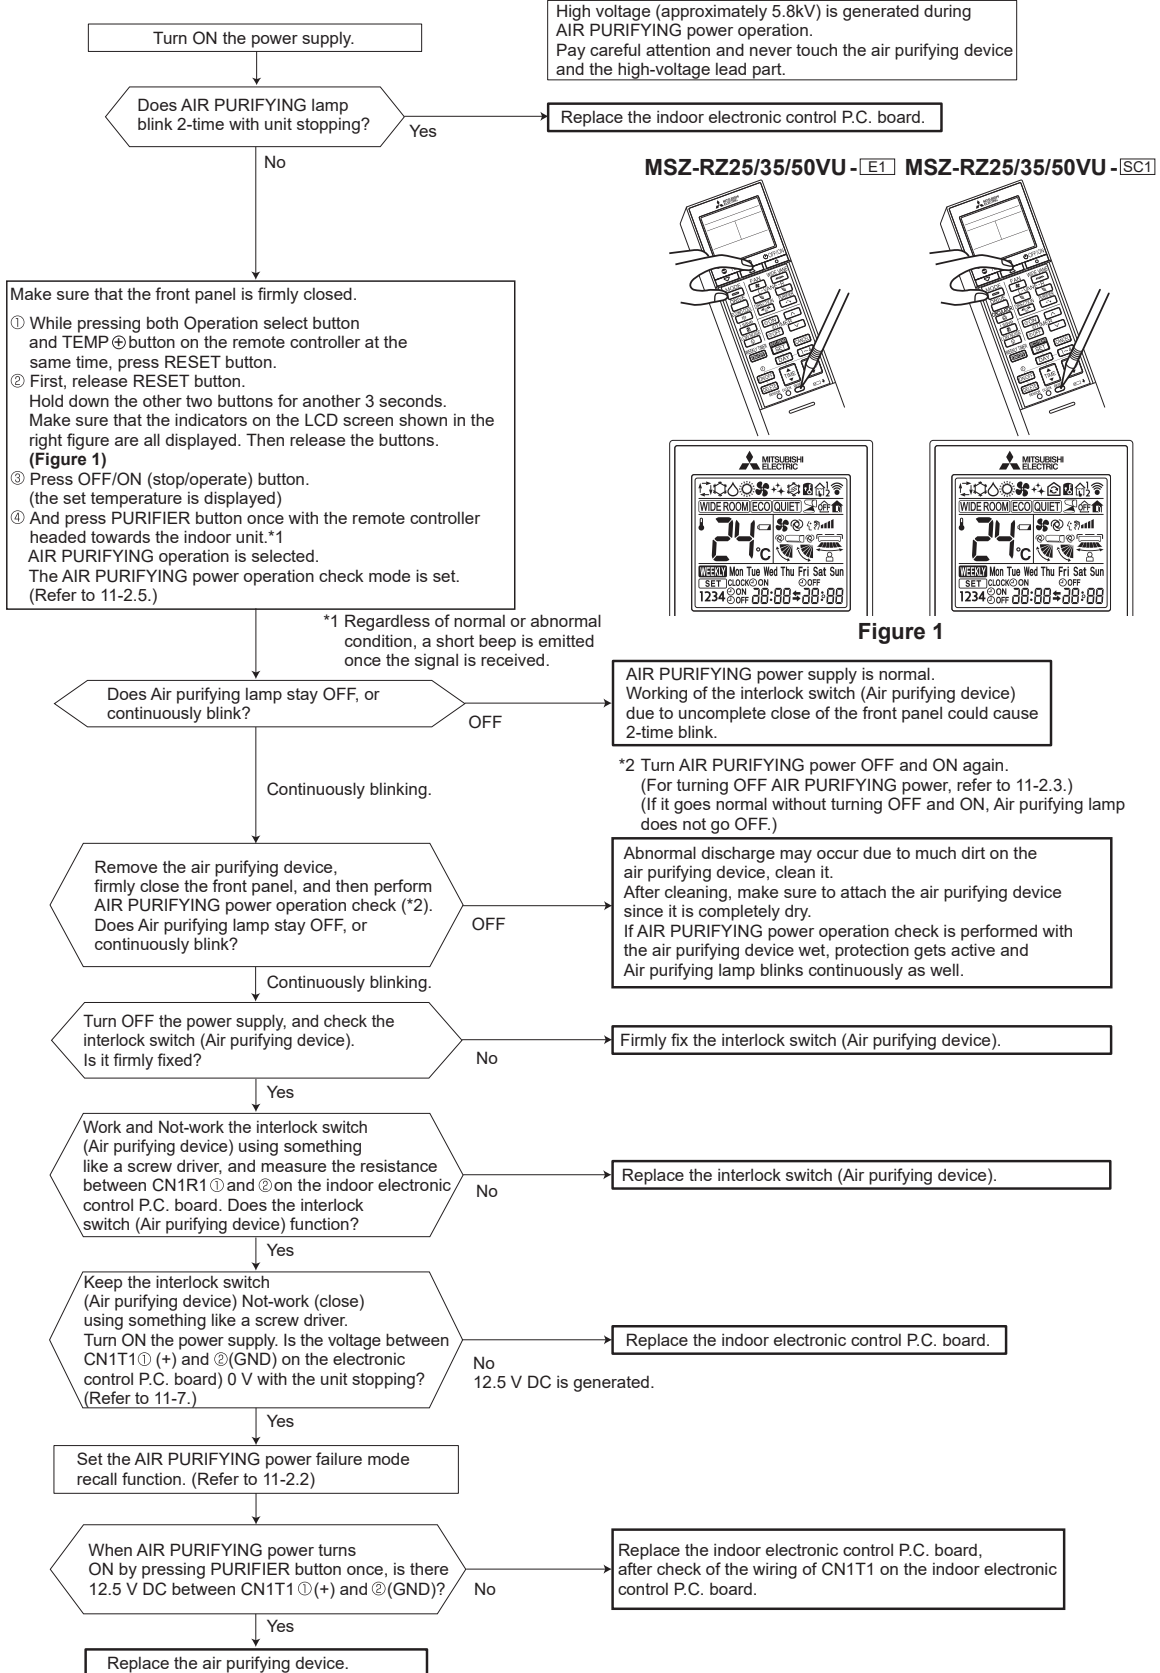 High voltage (approximately 5.8kV) is generated during
AIR PURIFYING power operation.
Pay careful attention and never touch the air purifying device
and the high-voltage lead part.
Turn ON the power supply.
Does AIR PURIFYING lamp
blink 2-time with unit stopping?
Yes
Replace the indoor electronic control P.C. board.
No
MSZ-RZ25/35/50VU - E1
MSZ-RZ25/35/50VU - SC1
Make sure that the front panel is firmly closed.
① While pressing both Operation select button
and TEMP ⊕ button on the remote controller at the
same time, press RESET button.
② First, release RESET button.
Hold down the other two buttons for another 3 seconds.
Make sure that the indicators on the LCD screen shown in the
right figure are all displayed. Then release the buttons.
(Figure 1)
③ Press OFF/ON (stop/operate) button.
(the set temperature is displayed)
④ And press PURIFIER button once with the remote controller
headed towards the indoor unit.*1
AIR PURIFYING operation is selected.
The AIR PURIFYING power operation check mode is set.
(Refer to 11-2.5.)
MITSUBISHI
ELECTRIC
WIDE ROOM ECO QUIET OFF
24 °C
WEEKLY Mon Tue Wed Thu Fri Sat Sun
SET CLOCK ON OFF
1234 ON OFF 88:88 88:88
MITSUBISHI
ELECTRIC
WIDE ROOM ECO QUIET OFF
24 °C
WEEKLY Mon Tue Wed Thu Fri Sat Sun
SET CLOCK ON OFF
1234 ON OFF 88:88 88:88
Figure 1
*1 Regardless of normal or abnormal
condition, a short beep is emitted
once the signal is received.
Does Air purifying lamp stay OFF, or
continuously blink?
OFF
AIR PURIFYING power supply is normal.
Working of the interlock switch (Air purifying device)
due to uncomplete close of the front panel could cause
2-time blink.
Continuously blinking.
*2 Turn AIR PURIFYING power OFF and ON again.
(For turning OFF AIR PURIFYING power, refer to 11-2.3.)
(If it goes normal without turning OFF and ON, Air purifying lamp
does not go OFF.)
Remove the air purifying device,
firmly close the front panel, and then perform
AIR PURIFYING power operation check (*2).
Does Air purifying lamp stay OFF, or
continuously blink?
OFF
Abnormal discharge may occur due to much dirt on the
air purifying device, clean it.
After cleaning, make sure to attach the air purifying device
since it is completely dry.
If AIR PURIFYING power operation check is performed with
the air purifying device wet, protection gets active and
Air purifying lamp blinks continuously as well.
Continuously blinking.
Turn OFF the power supply, and check the
interlock switch (Air purifying device).
Is it firmly fixed?
No
Firmly fix the interlock switch (Air purifying device).
Yes
Work and Not-work the interlock switch
(Air purifying device) using something
like a screw driver, and measure the resistance
between CN1R1 ① and ② on the indoor electronic
control P.C. board. Does the interlock
switch (Air purifying device) function?
No
Replace the interlock switch (Air purifying device).
Yes
Keep the interlock switch
(Air purifying device) Not-work (close)
using something like a screw driver.
Turn ON the power supply. Is the voltage between
CN1T1① (+) and ②(GND) on the electronic
control P.C. board) 0 V with the unit stopping?
(Refer to 11-7.)
No
12.5 V DC is generated.
Replace the indoor electronic control P.C. board.
Yes
Set the AIR PURIFYING power failure mode
recall function. (Refer to 11-2.2)
When AIR PURIFYING power turns
ON by pressing PURIFIER button once, is there
12.5 V DC between CN1T1 ①(+) and ②(GND)?
No
Replace the indoor electronic control P.C. board,
after check of the wiring of CN1T1 on the indoor electronic
control P.C. board.
Yes
Replace the air purifying device.